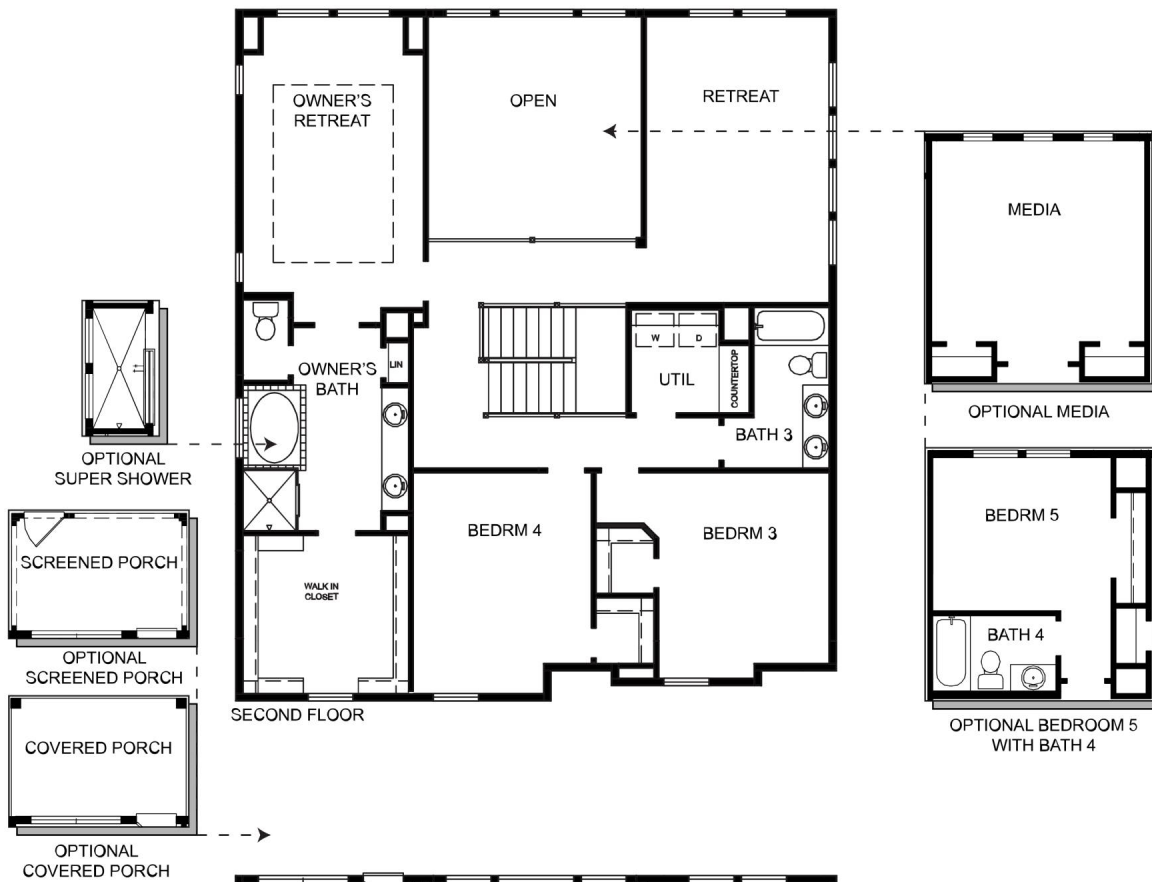 OWNER'S
RETREAT
OPEN
RETREAT
MEDIA
OPTIONAL MEDIA
OWNER'S
BATH
LIN
W
D
UTIL
COUNTERTOP
BATH 3
OPTIONAL
SUPER SHOWER
BEDRM 4
BEDRM 3
BEDRM 5
BATH 4
OPTIONAL BEDROOM 5
WITH BATH 4
WALK IN
CLOSET
SECOND FLOOR
SCREENED PORCH
OPTIONAL
SCREENED PORCH
COVERED PORCH
OPTIONAL
COVERED PORCH